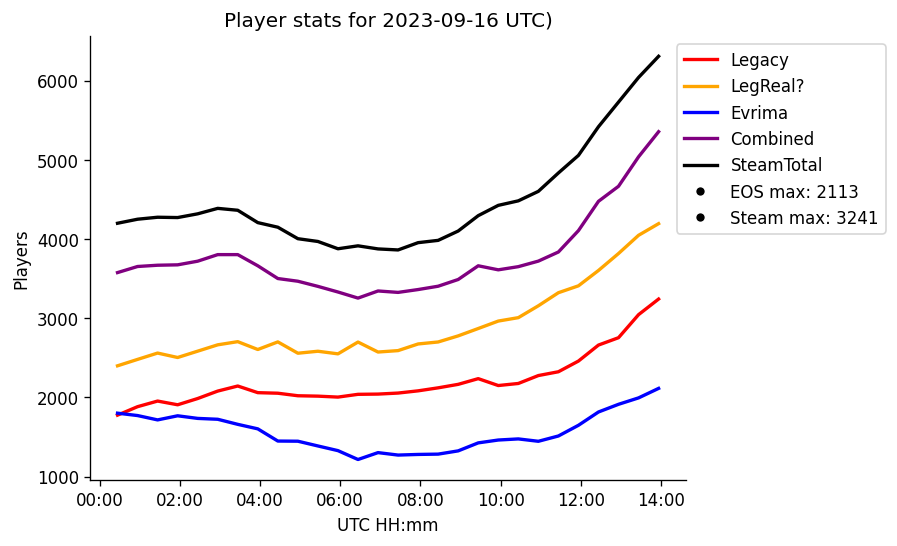 Player stats for 2023-09-16 UTC)
Players
6000
5000
4000
3000
2000
1000
00:00 02:00 04:00 06:00 08:00 10:00 12:00 14:00
UTC HH:mm
Legacy
LegReal?
Evrima
Combined
SteamTotal
EOS max: 2113
Steam max: 3241